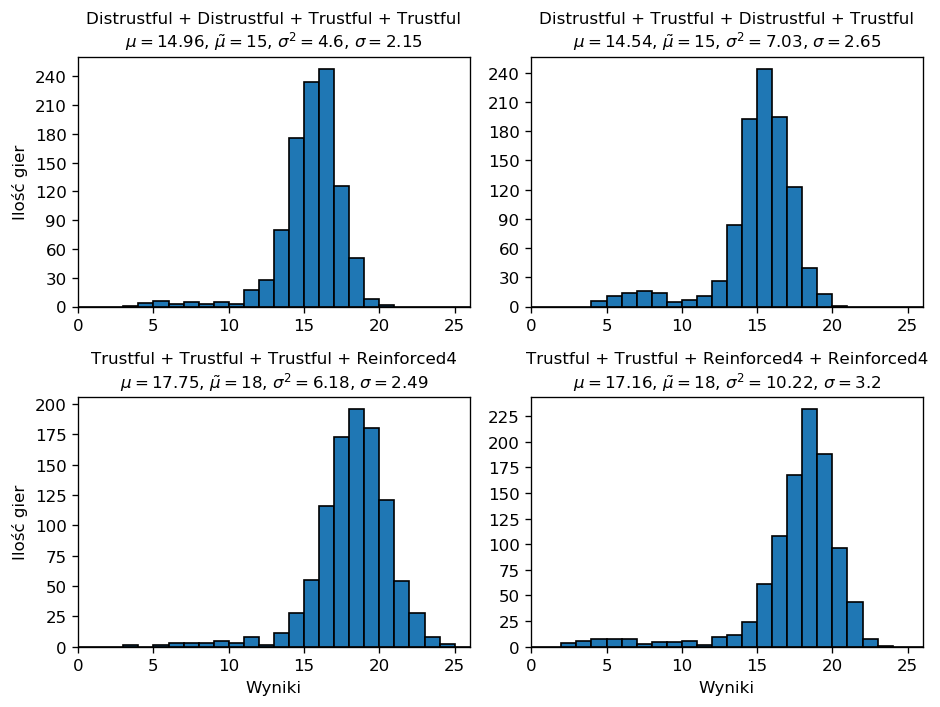 Distrustful + Distrustful + Trustful + Trustful
μ = 14.96, μ̃ = 15, σ² = 4.6, σ = 2.15
Ilość gier
240
210
180
150
120
90
60
30
0
0 5 10 15 20 25
Distrustful + Trustful + Distrustful + Trustful
μ = 14.54, μ̃ = 15, σ² = 7.03, σ = 2.65
240
210
180
150
120
90
60
30
0
0 5 10 15 20 25
Trustful + Trustful + Trustful + Reinforced4
μ = 17.75, μ̃ = 18, σ² = 6.18, σ = 2.49
Ilość gier
200
175
150
125
100
75
50
25
0
0 5 10 15 20 25
Wyniki
Trustful + Trustful + Reinforced4 + Reinforced4
μ = 17.16, μ̃ = 18, σ² = 10.22, σ = 3.2
225
200
175
150
125
100
75
50
25
0
0 5 10 15 20 25
Wyniki